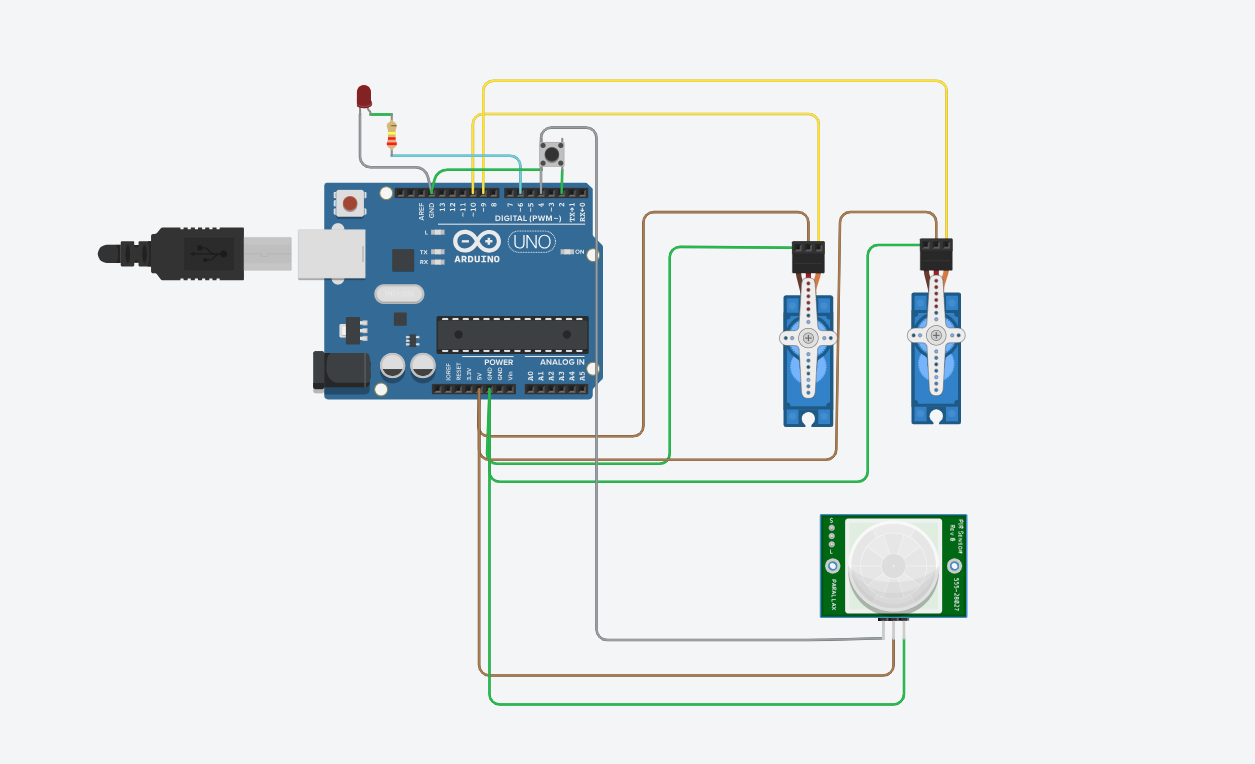 AREF
GND
13
12
~11
~10
~9
8
7
~6
~5
4
~3
2
TX→1
RX←0
DIGITAL (PWM~)
L
TX
RX
ARDUINO
UNO
ON
POWER
ANALOG IN
IOREF
RESET
3.3V
5V
GND
GND
Vin
A0
A1
A2
A3
A4
A5
S
L
PARALLAX
PIR Sensor
Rev B
555-28027